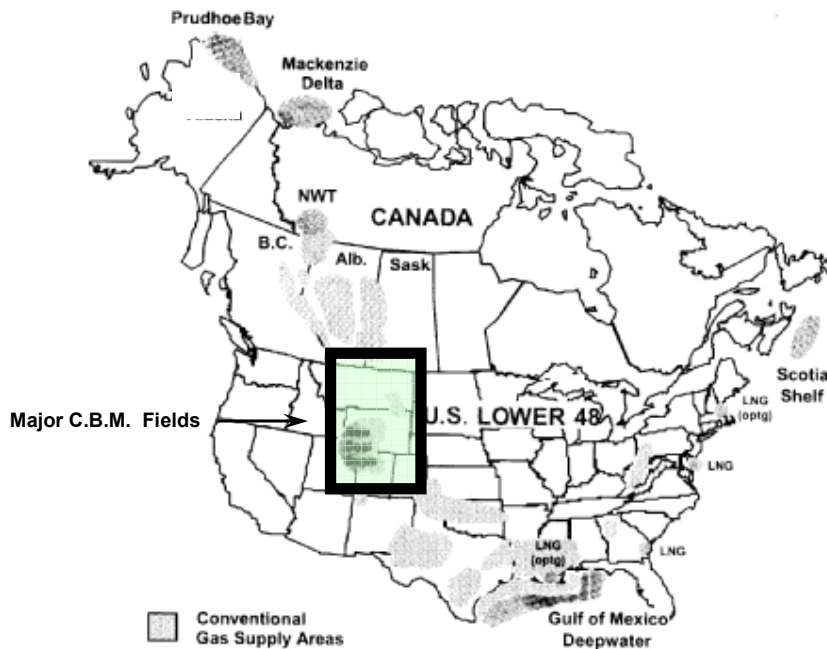 Prudhoe Bay
Mackenzie
Delta
NWT
CANADA
B.C.
Alb.
Sask
Scotia
Shelf
LNG
(optg)
Major C.B.M. Fields
U.S. LOWER 48
LNG
LNG
(optg)
LNG
Gulf of Mexico
Deepwater
Conventional
Gas Supply Areas